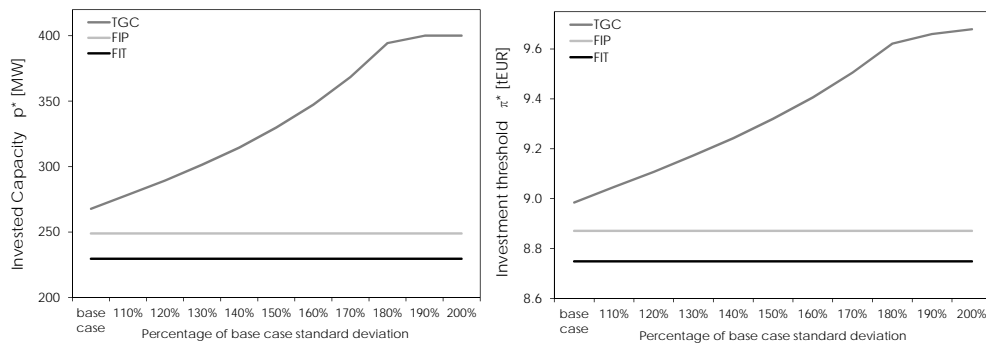 TGC
FIP
FIT
400
350
300
250
200
Invested Capacity p* [MW]
base case 110% 120% 130% 140% 150% 160% 170% 180% 190% 200%
Percentage of base case standard deviation
TGC
FIP
FIT
9.6
9.4
9.2
9.0
8.8
8.6
Investment threshold π* [tEUR]
base case 110% 120% 130% 140% 150% 160% 170% 180% 190% 200%
Percentage of base case standard deviation